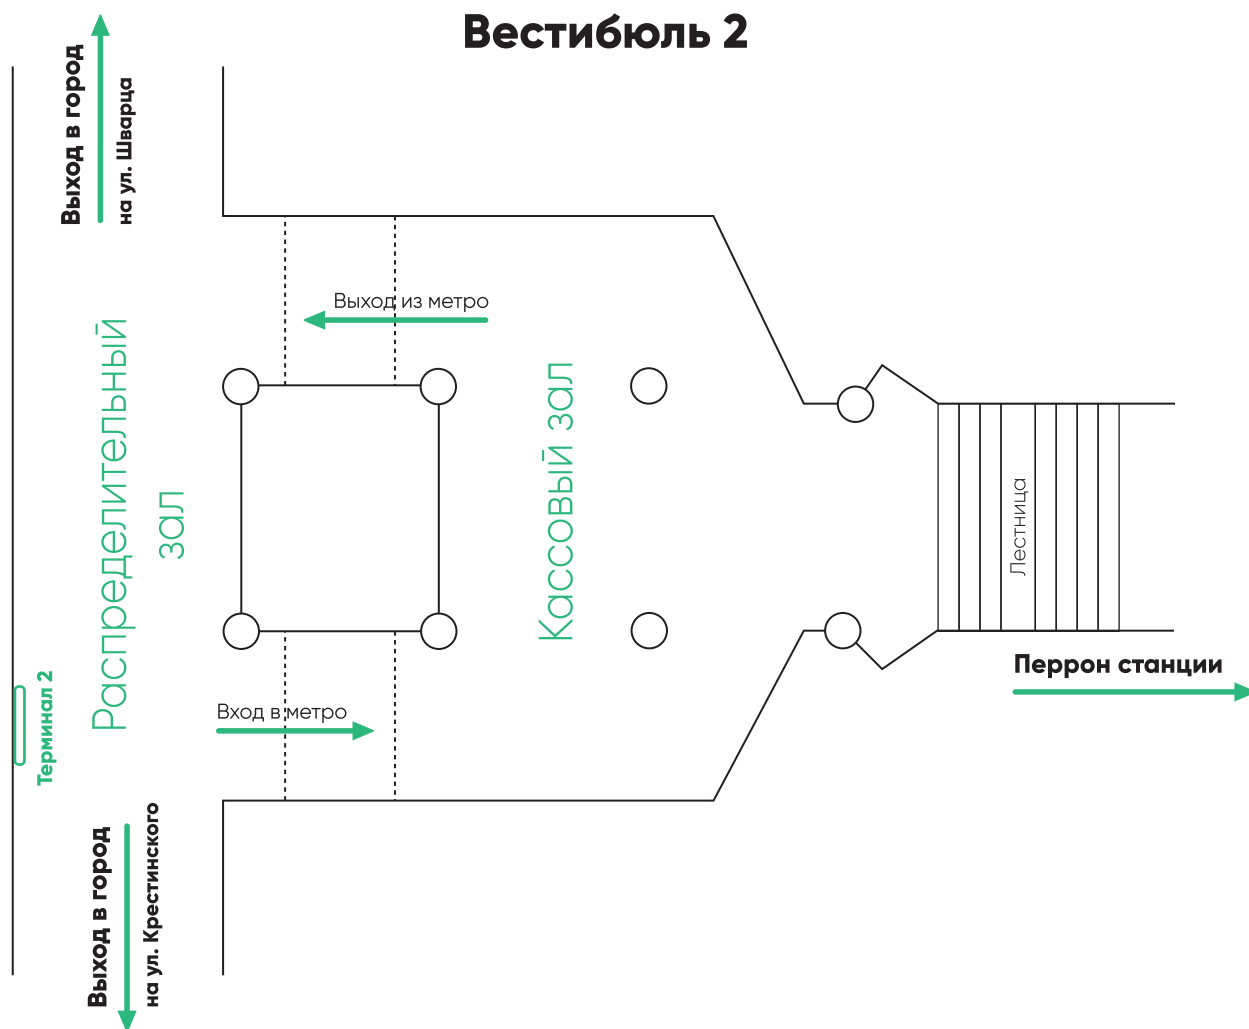 Вестибюль 2
Выход в город
на ул. Шварца
Выход из метро
Распределительный
зал
Кассовый зал
Лестница
Перрон станции
Вход в метро
Терминал 2
Выход в город
на ул. Крестинского